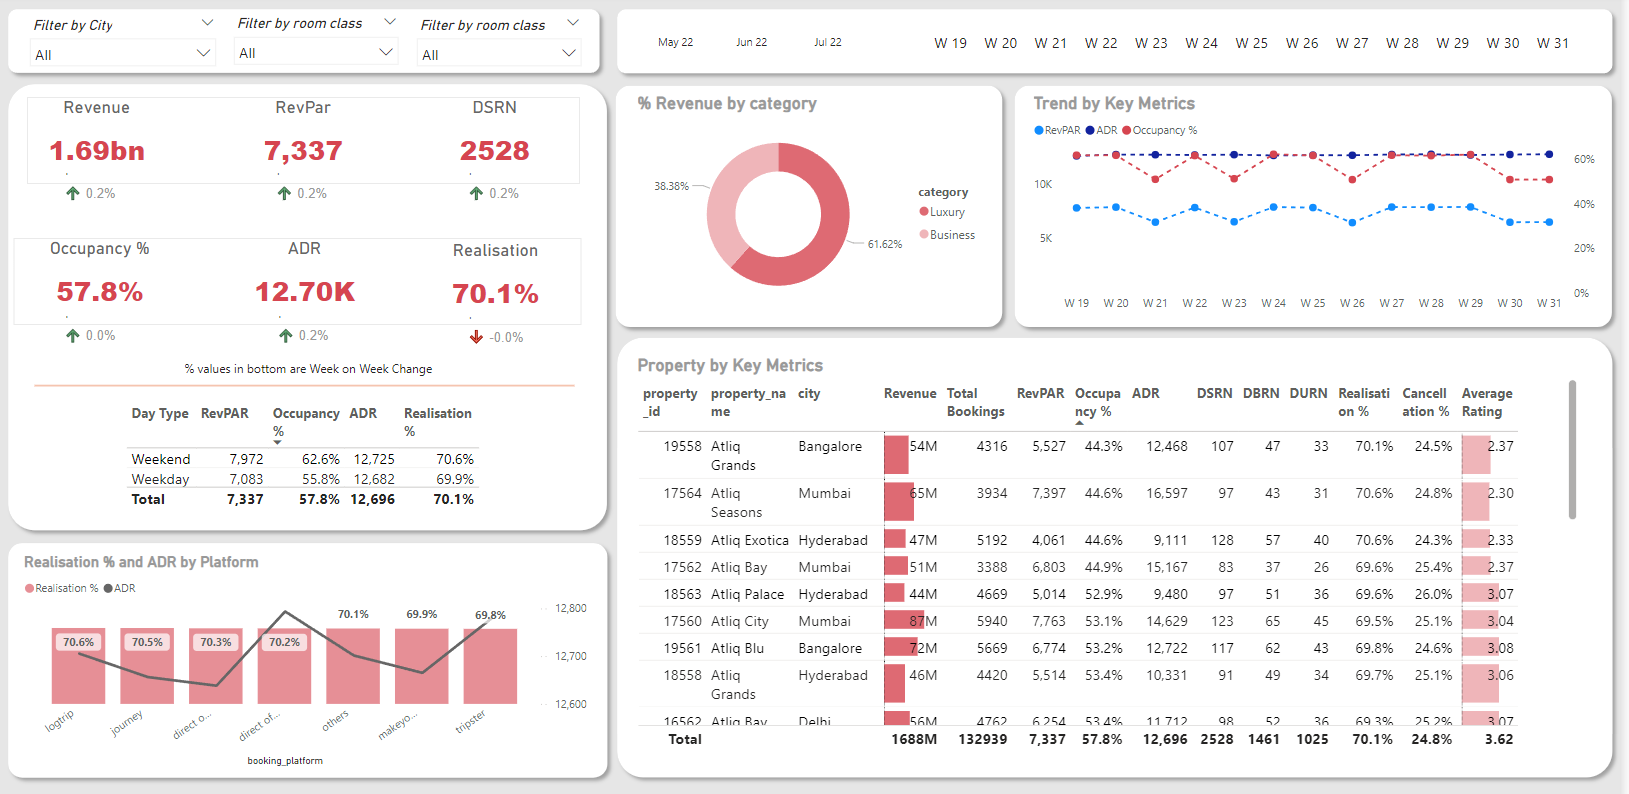 Filter by City
All
Filter by room class
All
Filter by room class
All
May 22 Jun 22 Jul 22
W 19 W 20 W 21 W 22 W 23 W 24 W 25 W 26 W 27 W 28 W 29 W 30 W 31
Revenue RevPar DSRN
1.69bn 7,337 2528
0.2% 0.2% 0.2%
Occupancy % ADR Realisation
57.8% 12.70K 70.1%
0.0% 0.2% -0.0%
% values in bottom are Week on Week Change
Day Type RevPAR Occupancy % ADR Realisation %
Weekend 7,972 62.6% 12,725 70.6%
Weekday 7,083 55.8% 12,682 69.9%
Total 7,337 57.8% 12,696 70.1%
Realisation % and ADR by Platform
Realisation % ADR
70.6% 70.5% 70.3% 70.2% 70.1% 69.9% 69.8%
12,800
12,700
12,600
logtrip journey direct o... direct of... others makeyo... tripster
booking_platform
% Revenue by category
38.38%
61.62%
category
Luxury
Business
Trend by Key Metrics
RevPAR ADR Occupancy %
10K
5K
60%
40%
20%
0%
W 19 W 20 W 21 W 22 W 23 W 24 W 25 W 26 W 27 W 28 W 29 W 30 W 31
Property by Key Metrics
property_id property_name city Revenue Total Bookings RevPAR Occupancy % ADR DSRN DBRN DURN Realisation % Cancellation % Average Rating
19558 Atliq Grands Bangalore 54M 4316 5,527 44.3% 12,468 107 47 33 70.1% 24.5% 2.37
17564 Atliq Seasons Mumbai 65M 3934 7,397 44.6% 16,597 97 43 31 70.6% 24.8% 2.30
18559 Atliq Exotica Hyderabad 47M 5192 4,061 44.6% 9,111 128 57 40 70.6% 24.3% 2.33
17562 Atliq Bay Mumbai 51M 3388 6,803 44.9% 15,167 83 37 26 69.6% 25.4% 2.37
18563 Atliq Palace Hyderabad 44M 4669 5,014 52.9% 9,480 97 51 36 69.6% 26.0% 3.07
17560 Atliq City Mumbai 87M 5940 7,763 53.1% 14,629 123 65 45 69.5% 25.1% 3.04
19561 Atliq Blu Bangalore 72M 5669 6,774 53.2% 12,722 117 62 43 69.8% 24.6% 3.08
18558 Atliq Grands Hyderabad 46M 4420 5,514 53.4% 10,331 91 49 34 69.7% 25.1% 3.06
16562 Atliq Bay Delhi 56M 4762 6,254 53.4% 11,712 98 52 36 69.3% 25.2% 3.07
Total 1688M 132939 7,337 57.8% 12,696 2528 1461 1025 70.1% 24.8% 3.62